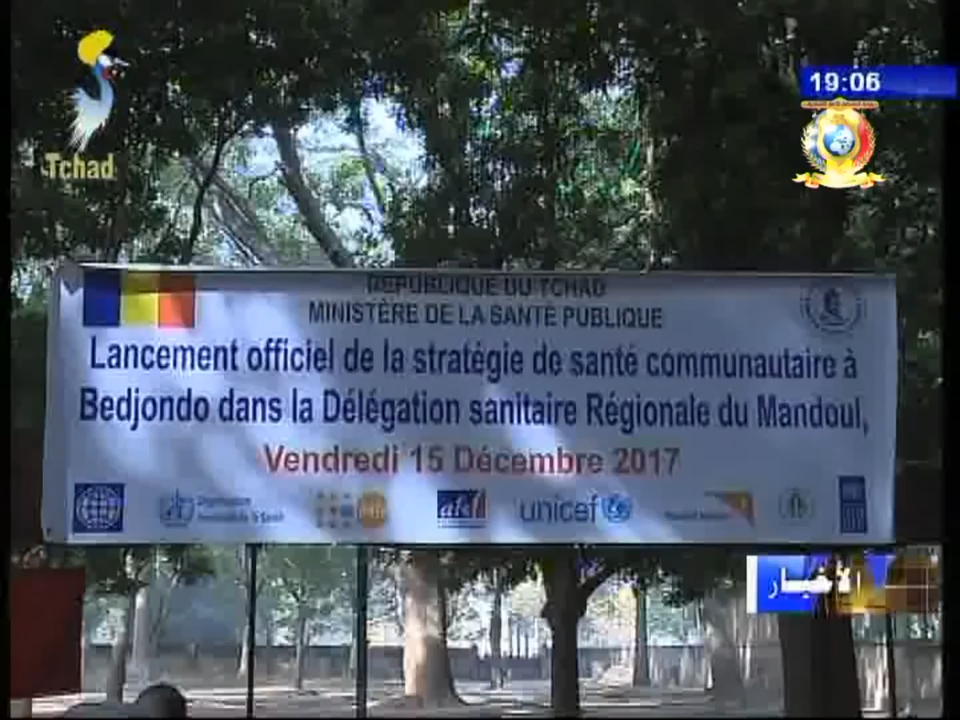 Tchad
19:06
REPUBLIQUE DU TCHAD
MINISTÈRE DE LA SANTÉ PUBLIQUE
Lancement officiel de la stratégie de santé communautaire à
Bedjondo dans la Délégation sanitaire Régionale du Mandoul,
Vendredi 15 Décembre 2017
unicef
الأخبار